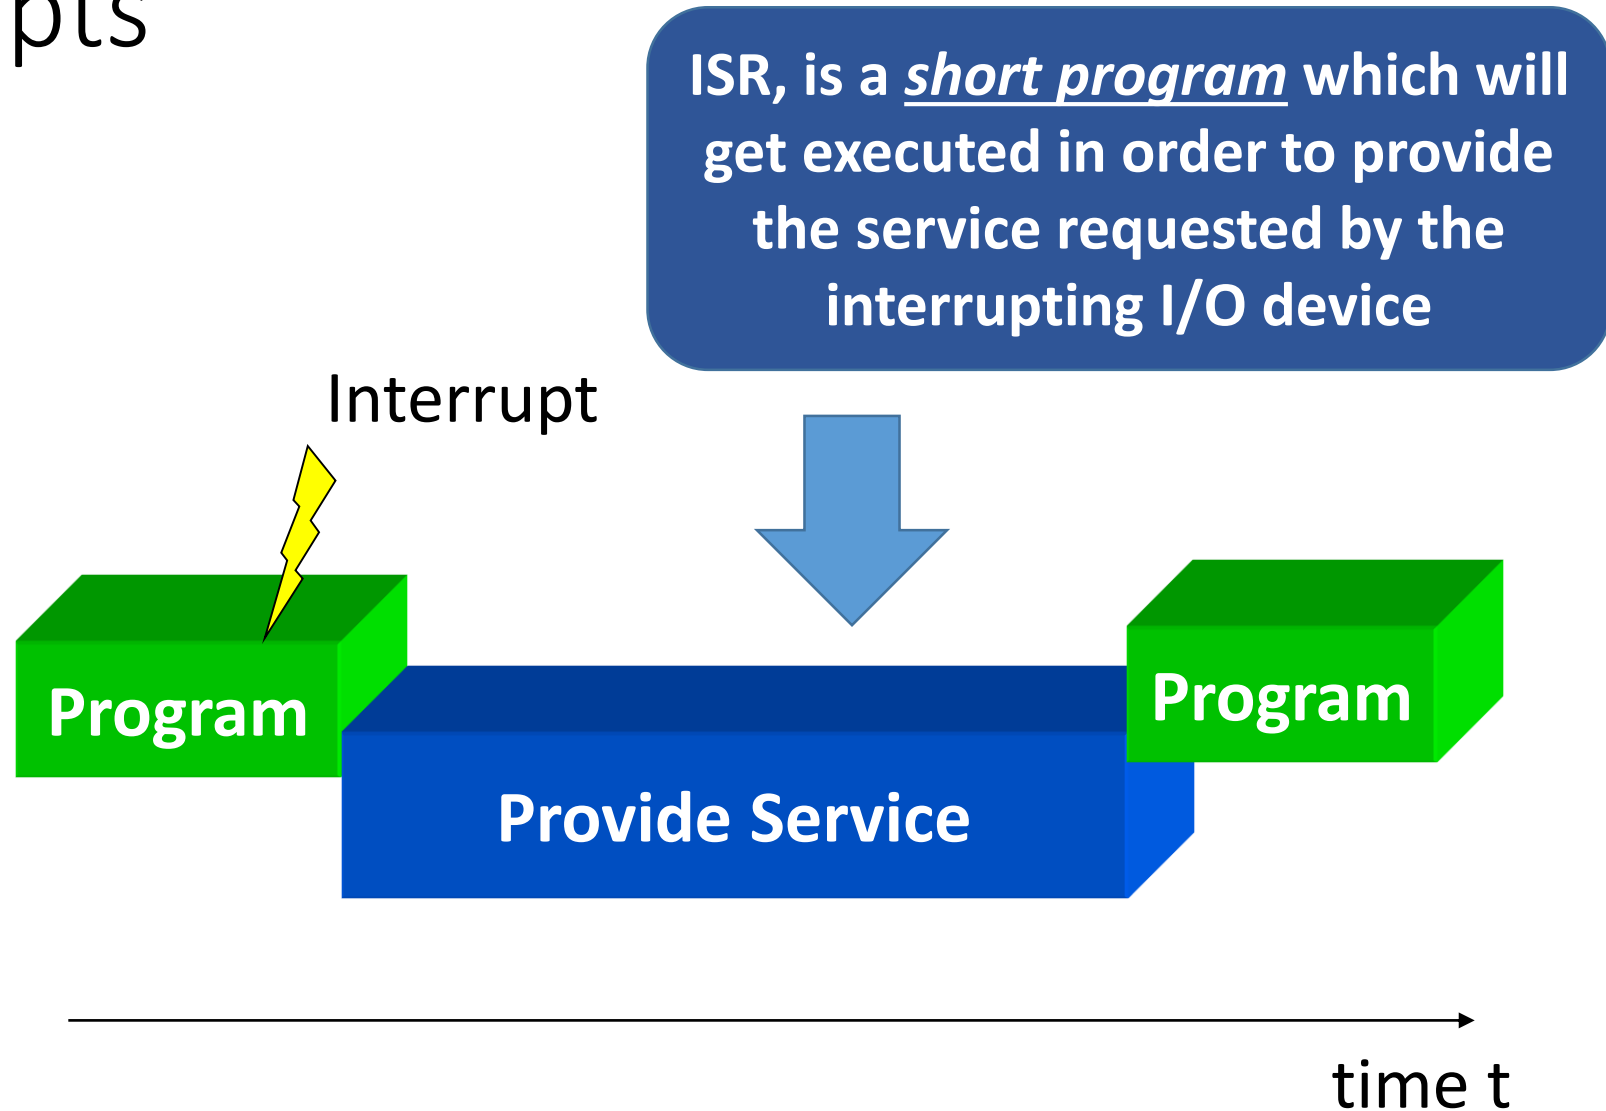 pts
ISR, is a short program which will
get executed in order to provide
the service requested by the
interrupting I/O device
Interrupt
Program
Program
Provide Service
time t